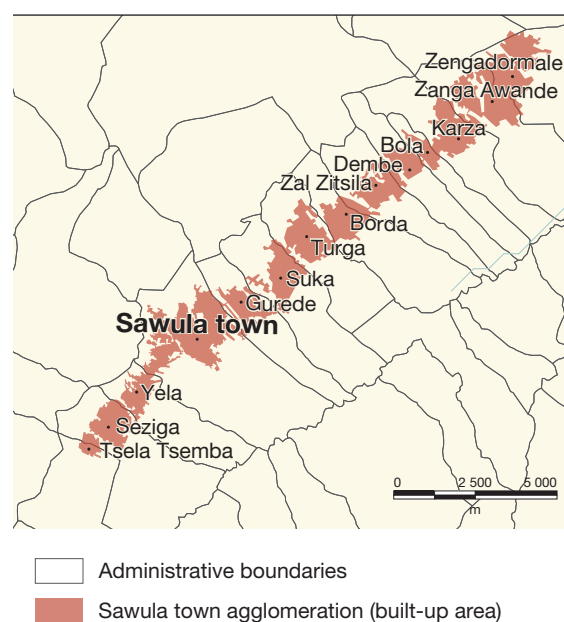 Zengadormale
Zanga Awande
Karza
Bola
Dembe
Zal Zitsila
Borda
Turga
Suka
Gurede
Sawula town
Yela
Seziga
Tsela Tsemba
0 2 500 5 000
m
Administrative boundaries
Sawula town agglomeration (built-up area)